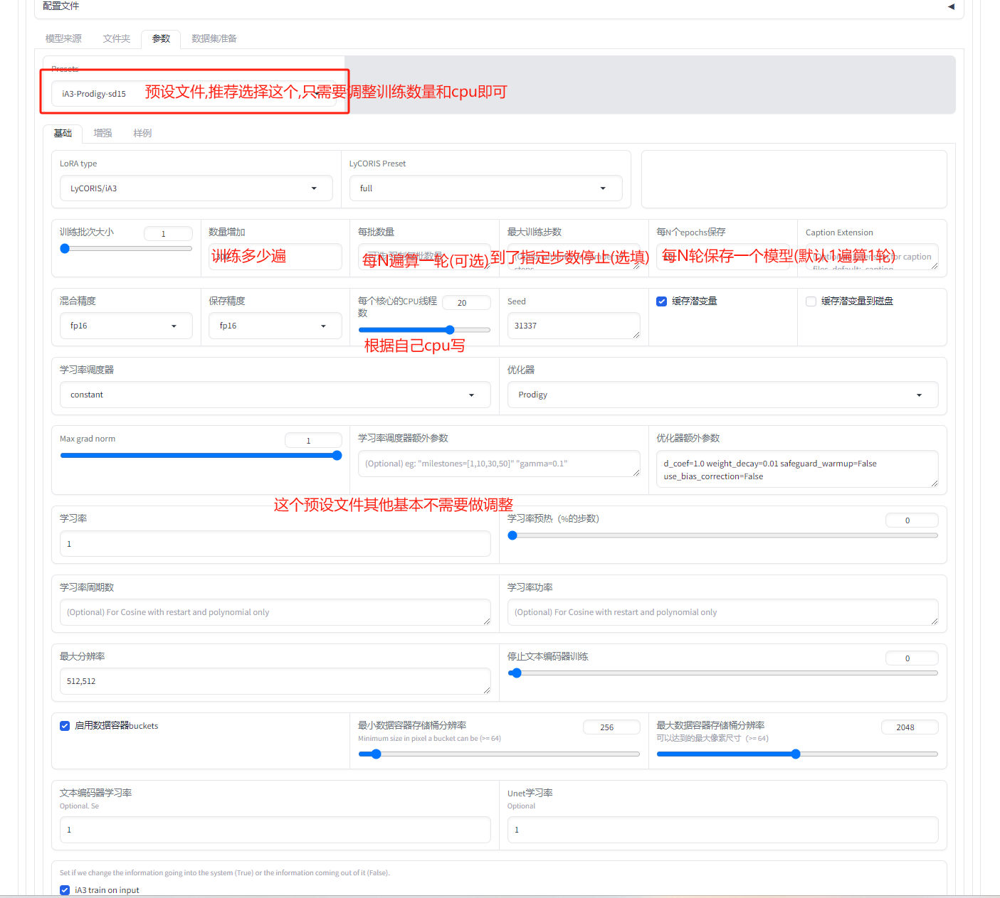 配置文件
模型来源 文件夹 参数 数据集准备
Presets
iA3-Prodigy-sd15
预设文件,推荐选择这个,只需要调整训练数量和cpu即可
基础 增强 样例
LoRA type
LyCORIS Preset
LyCORIS/iA3
full
训练批次大小 1
数量增加
每批数量
最大训练步数
每N个epochs保存
Caption Extension
训练多少遍
每N遍算一轮(可选)
到了指定步数停止(选填)
每N轮保存一个模型(默认1遍算1轮)
混合精度
保存精度
每个核心的CPU线程数 20
Seed
缓存潜变量
缓存潜变量到磁盘
fp16
fp16
31337
根据自己cpu写
学习率调度器
优化器
constant
Prodigy
Max grad norm 1
学习率调度器额外参数
优化器额外参数
(Optional) eg: "milestones=[1,10,30,50]" "gamma=0.1"
d_coef=1.0 weight_decay=0.01 safeguard_warmup=False
use_bias_correction=False
这个预设文件其他基本不需要做调整
学习率
学习率预热（%的步数） 0
1
学习率周期数
学习率功率
(Optional) For Cosine with restart and polynomial only
(Optional) For Cosine with restart and polynomial only
最大分辨率
停止文本编码器训练 0
512,512
启用数据容器buckets
最小数据容器存储桶分辨率 256
Minimum size in pixel a bucket can be (>= 64)
最大数据容器存储桶分辨率 2048
可以达到的最大像素尺寸（>= 64）
文本编码器学习率
Optional. Se
Unet学习率
Optional
1
1
Set if we change the information going into the system (True) or the information coming out of it (False).
iA3 train on input